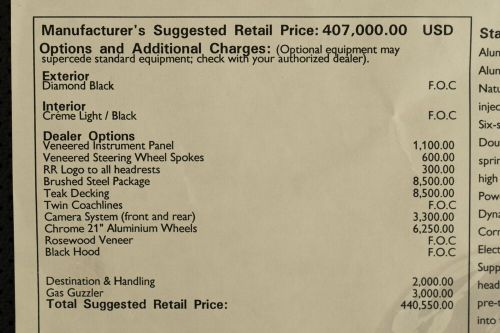 Manufacturer's Suggested Retail Price: 407,000.00 USD
Options and Additional Charges: (Optional equipment may
supercede standard equipment; check with your authorized dealer).
Exterior
Diamond Black F.O.C
Interior
Crème Light / Black F.O.C
Dealer Options
Veneered Instrument Panel 1,100.00
Veneered Steering Wheel Spokes 600.00
RR Logo to all headrests 300.00
Brushed Steel Package 8,500.00
Teak Decking 8,500.00
Twin Coachlines F.O.C
Camera System (front and rear) 3,300.00
Chrome 21" Aluminium Wheels 6,250.00
Rosewood Veneer F.O.C
Black Hood F.O.C
Destination & Handling 2,000.00
Gas Guzzler 3,000.00
Total Suggested Retail Price: 440,550.00
Sta
Alun
Alun
Natu
injec
Six-s
Dou
sprin
high
Pow
Dyna
Corr
Elect
Supp
head
pre-t
into